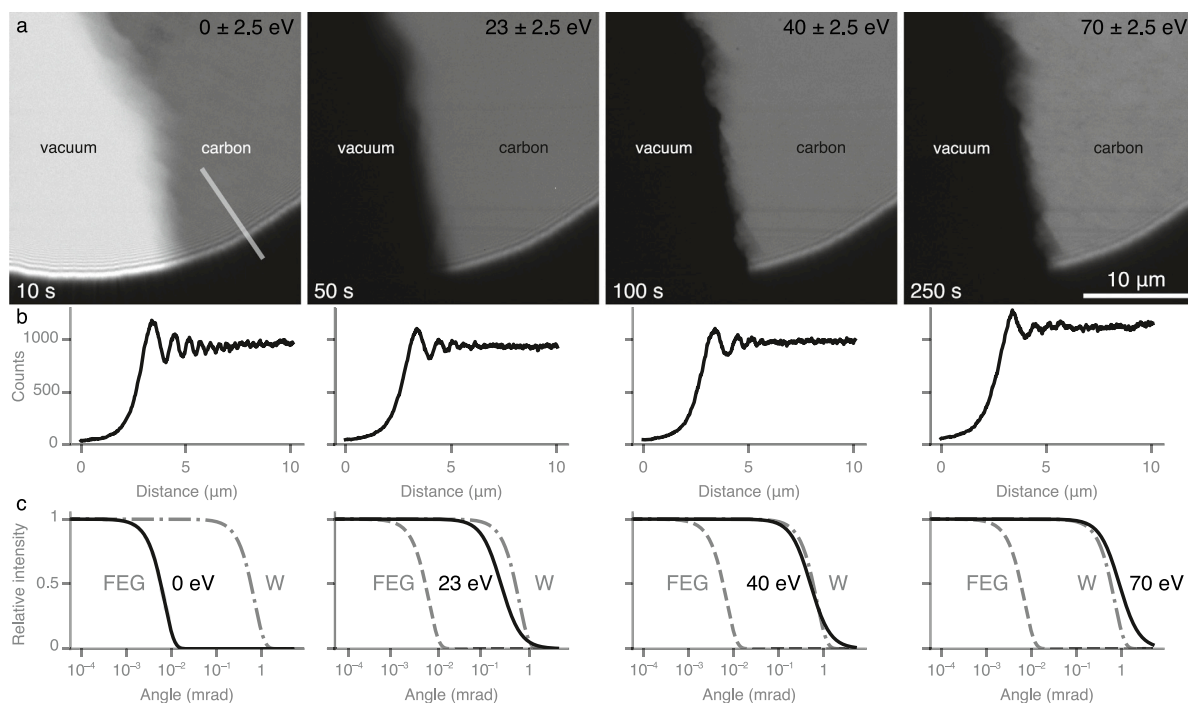 a
0 ± 2.5 eV
23 ± 2.5 eV
40 ± 2.5 eV
70 ± 2.5 eV
vacuum
carbon
vacuum
carbon
vacuum
carbon
vacuum
carbon
10 s
50 s
100 s
250 s
10 µm
b
Counts
1000
500
0
0 5 10
0 5 10
0 5 10
0 5 10
Distance (µm)
Distance (µm)
Distance (µm)
Distance (µm)
c
Relative intensity
1
0.5
0
FEG 0 eV W
FEG 23 eV W
FEG 40 eV W
FEG W 70 eV
10⁻⁴ 10⁻³ 10⁻² 10⁻¹ 1
10⁻⁴ 10⁻³ 10⁻² 10⁻¹ 1
10⁻⁴ 10⁻³ 10⁻² 10⁻¹ 1
10⁻⁴ 10⁻³ 10⁻² 10⁻¹ 1
Angle (mrad)
Angle (mrad)
Angle (mrad)
Angle (mrad)